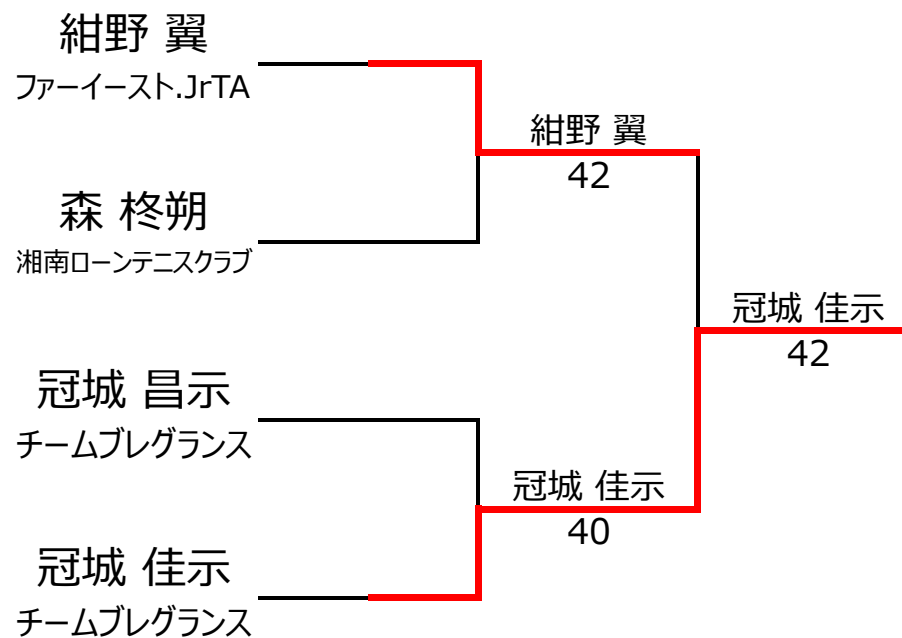 紺野 翼
ファーイースト.JrTA
紺野 翼
42
森 柊朔
湘南ローンテニスクラブ
冠城 佳示
42
冠城 昌示
チームブレグランス
冠城 佳示
40
冠城 佳示
チームブレグランス